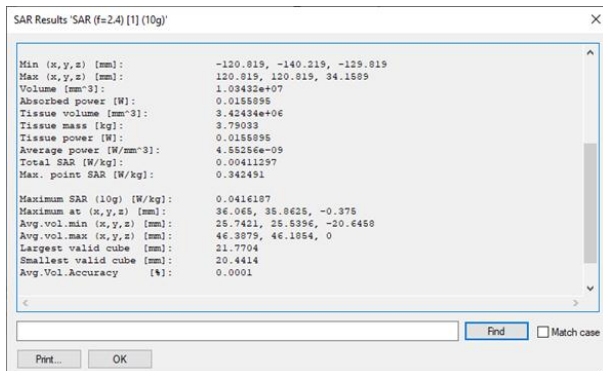 SAR Results 'SAR (f=2.4) [1] (10g)'
Min (x,y,z) [mm]: -120.819, -140.219, -129.819
Max (x,y,z) [mm]: 120.819, 120.819, 34.1589
Volume [mm^3]: 1.03432e+07
Absorbed power [W]: 0.0155895
Tissue volume [mm^3]: 3.42434e+06
Tissue mass [kg]: 3.79033
Tissue power [W]: 0.0155895
Average power [W/mm^3]: 4.55256e-09
Total SAR [W/kg]: 0.00411297
Max. point SAR [W/kg]: 0.342491
Maximum SAR (10g) [W/kg]: 0.0416187
Maximum at (x,y,z) [mm]: 36.065, 35.8625, -0.375
Avg.vol.min (x,y,z) [mm]: 25.7421, 25.5396, -20.6458
Avg.vol.max (x,y,z) [mm]: 46.3879, 46.1854, 0
Largest valid cube [mm]: 21.7704
Smallest valid cube [mm]: 20.4414
Avg.Vol.Accuracy [%]: 0.0001
Find
Match case
Print... OK